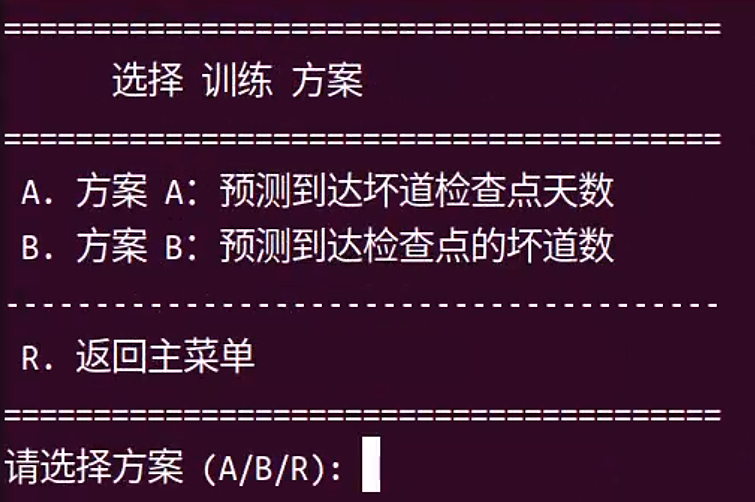 ========================================
选择 训练 方案
========================================
A. 方案 A：预测到达坏道检查点天数
B. 方案 B：预测到达检查点的坏道数
----------------------------------------
R. 返回主菜单
========================================
请选择方案 (A/B/R):